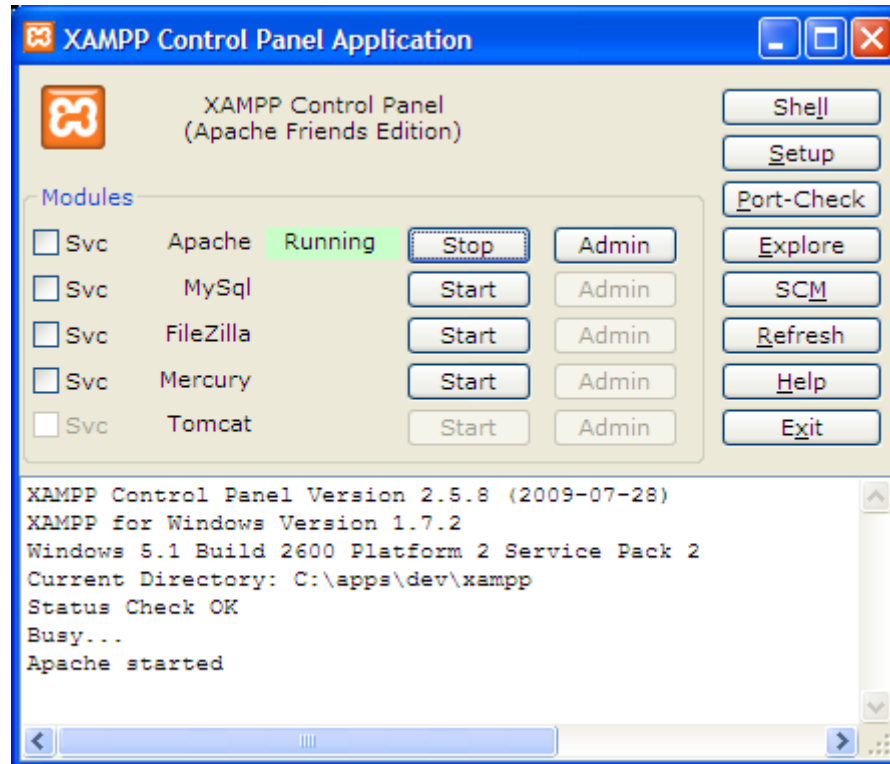 XAMPP Control Panel Application
XAMPP Control Panel
(Apache Friends Edition)
Shell
Setup
Port-Check
Explore
SCM
Refresh
Help
Exit
Modules
Svc Apache Running Stop Admin
Svc MySql Start Admin
Svc FileZilla Start Admin
Svc Mercury Start Admin
Svc Tomcat Start Admin
XAMPP Control Panel Version 2.5.8 (2009-07-28)
XAMPP for Windows Version 1.7.2
Windows 5.1 Build 2600 Platform 2 Service Pack 2
Current Directory: C:\apps\dev\xampp
Status Check OK
Busy...
Apache started